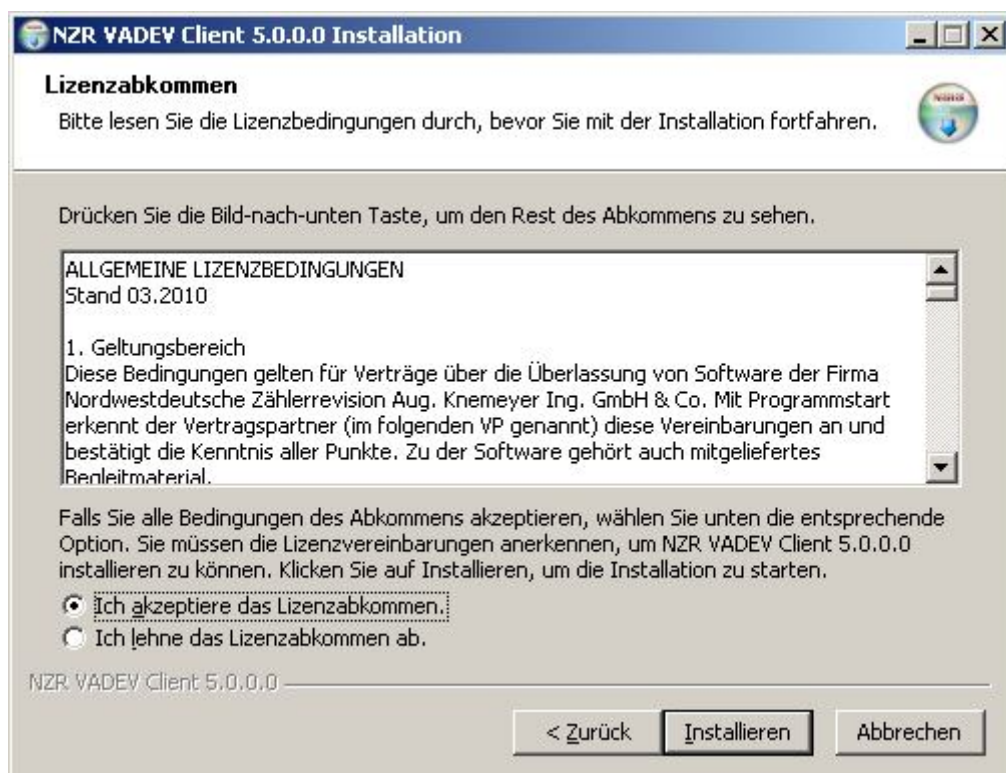 NZR VADEV Client 5.0.0.0 Installation
Lizenzabkommen
Bitte lesen Sie die Lizenzbedingungen durch, bevor Sie mit der Installation fortfahren.
Drücken Sie die Bild-nach-unten Taste, um den Rest des Abkommens zu sehen.
ALLGEMEINE LIZENZBEDINGUNGEN
Stand 03.2010
1. Geltungsbereich
Diese Bedingungen gelten für Verträge über die Überlassung von Software der Firma
Nordwestdeutsche Zählerrevision Aug. Knemeyer Ing. GmbH & Co. Mit Programmstart
erkennt der Vertragspartner (im folgenden VP genannt) diese Vereinbarungen an und
bestätigt die Kenntnis aller Punkte. Zu der Software gehört auch mitgeliefertes
Begleitmaterial.
Falls Sie alle Bedingungen des Abkommens akzeptieren, wählen Sie unten die entsprechende
Option. Sie müssen die Lizenzvereinbarungen anerkennen, um NZR VADEV Client 5.0.0.0
installieren zu können. Klicken Sie auf Installieren, um die Installation zu starten.
Ich akzeptiere das Lizenzabkommen.
Ich lehne das Lizenzabkommen ab.
NZR VADEV Client 5.0.0.0
< Zurück
Installieren
Abbrechen